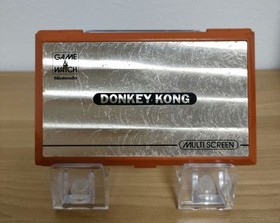 GAME &
WATCH
Nintendo
DONKEY KONG
MULTI SCREEN